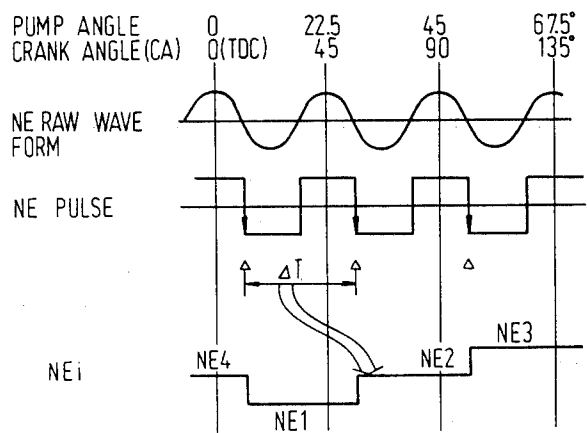 PUMP ANGLE 0 22.5 45 67.5°
CRANK ANGLE(CA) 0(TDC) 45 90 135°
NE RAW WAVE
FORM
NE PULSE
Δ Δ Δ
ΔT
NE4 NE2 NE3
NEi
NE1